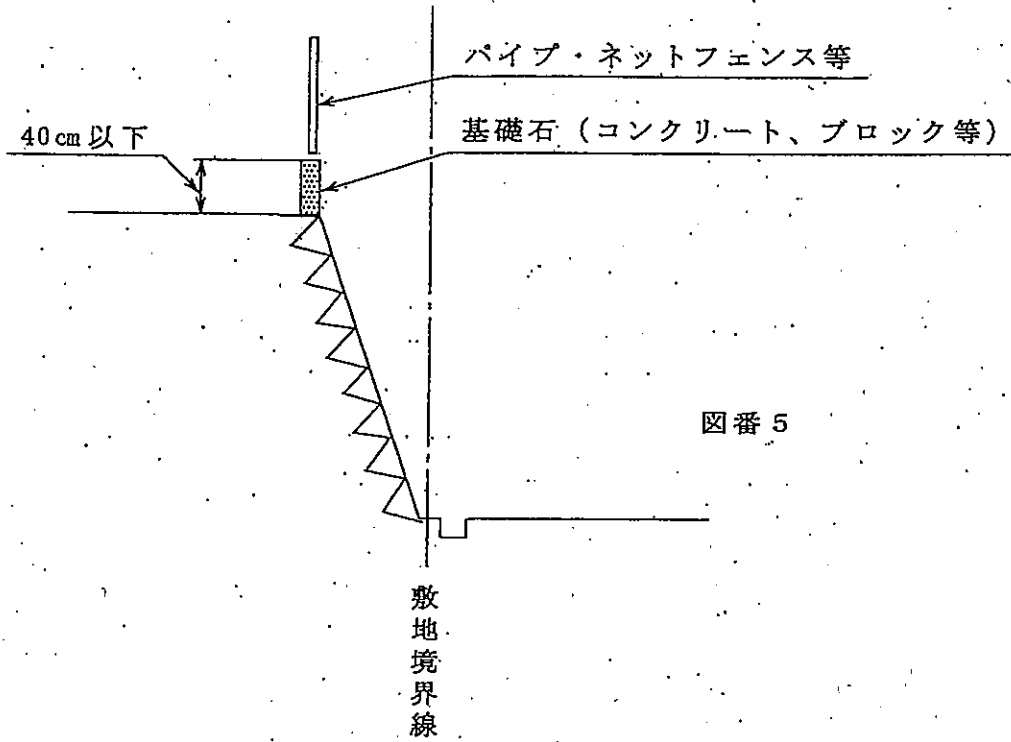 パイプ・ネットフェンス等
40cm以下
基礎石(コンクリート、ブロック等)
図番5
敷地境界線